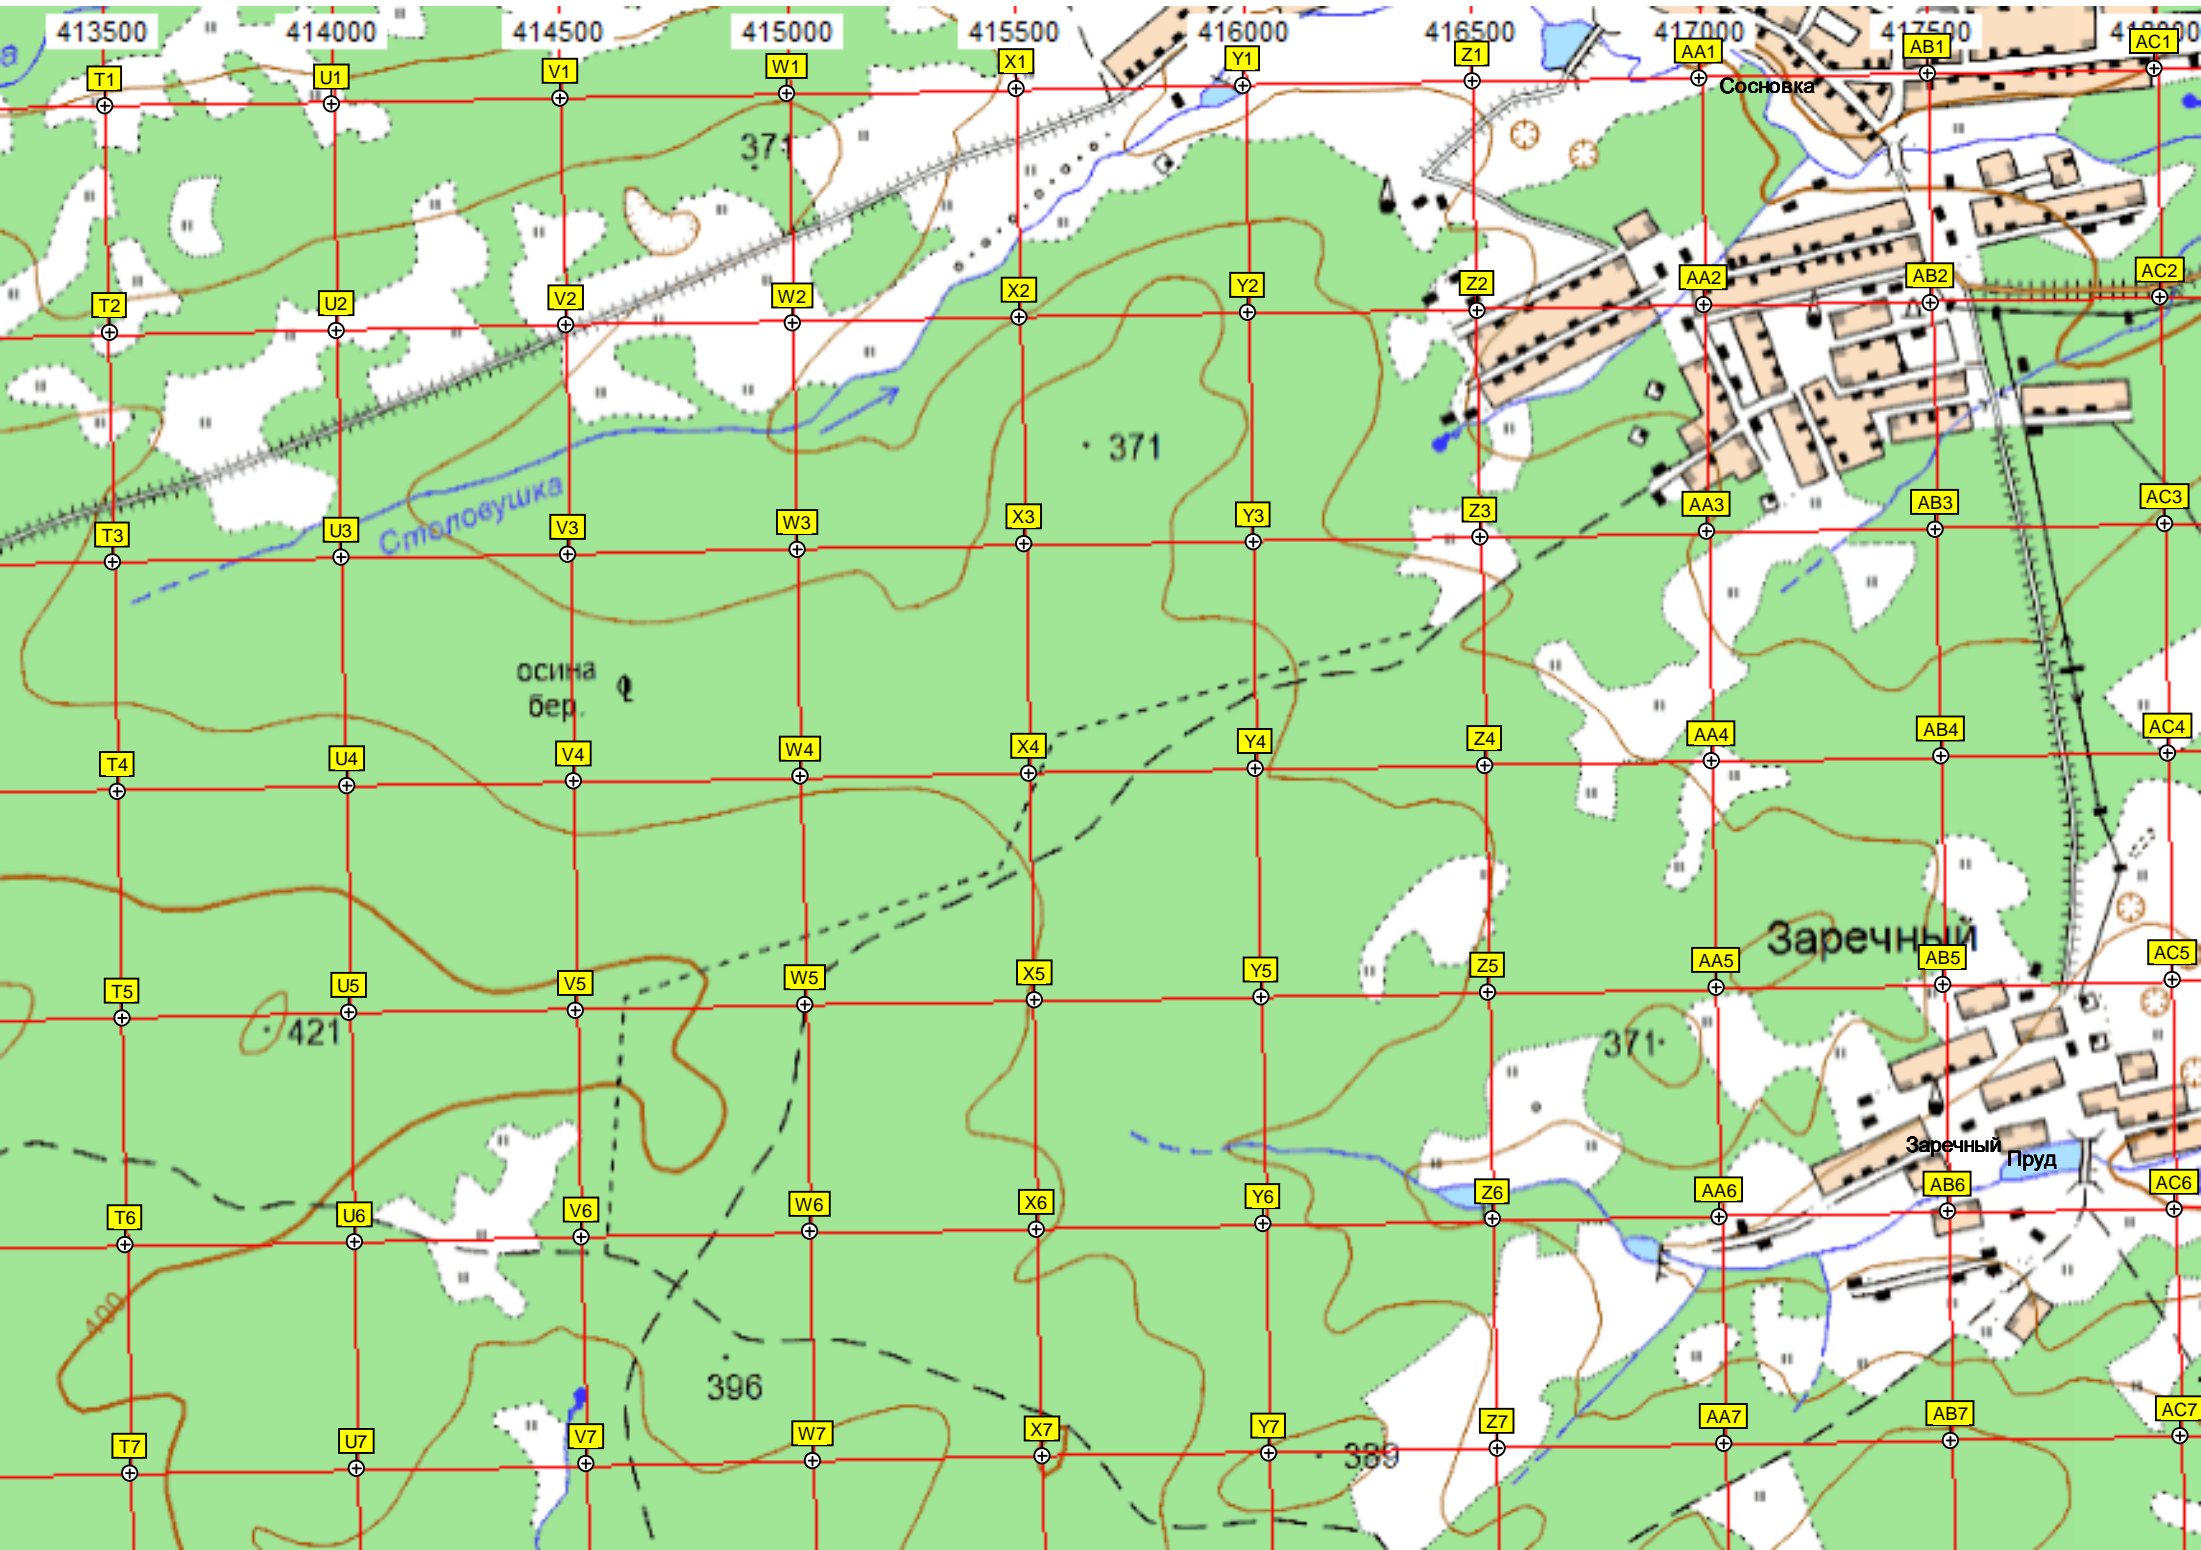 413500 414000 414500 415000 415500 416000 416500 417000 417500
T1 U1 V1 W1 X1 Y1 Z1 AA1 AB1 AC1
Сосновка
371
T2 U2 V2 W2 X2 Y2 Z2 AA2 AB2 AC2
371
Столовушка
T3 U3 V3 W3 X3 Y3 Z3 AA3 AB3 AC3
осина
бер.
T4 U4 V4 W4 X4 Y4 Z4 AA4 AB4 AC4
Заречный
T5 U5 V5 W5 X5 Y5 Z5 AA5 AB5 AC5
421 371
Заречный
Пруд
T6 U6 V6 W6 X6 Y6 Z6 AA6 AB6 AC6
400
396
T7 U7 V7 W7 X7 Y7 Z7 AA7 AB7 AC7
389